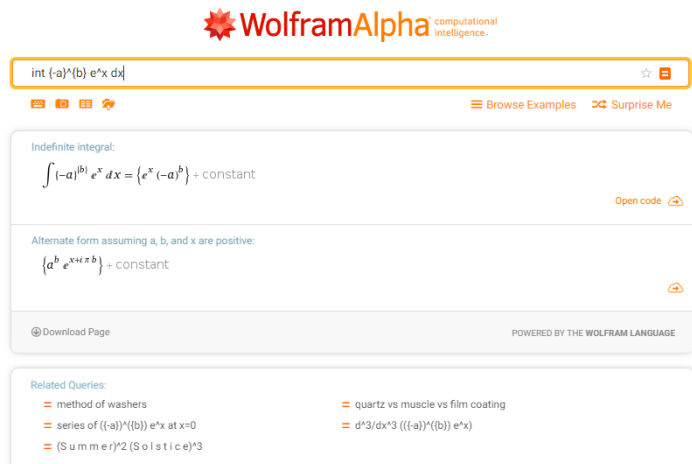 WolframAlpha computational intelligence.
int {-a}^{b} e^x dx
Browse Examples Surprise Me
Indefinite integral:
∫{-a}^{b} e^x dx = {e^x (-a)^b} + constant
Open code
Alternate form assuming a, b, and x are positive:
{a^b e^(x+i π b)} + constant
Download Page POWERED BY THE WOLFRAM LANGUAGE
Related Queries:
= method of washers = quartz vs muscle vs film coating
= series of ({-a})^({b}) e^x at x=0 = d^3/dx^3 (({-a})^({b}) e^x)
= (S u m m e r)^2 (S o l s t i c e)^3